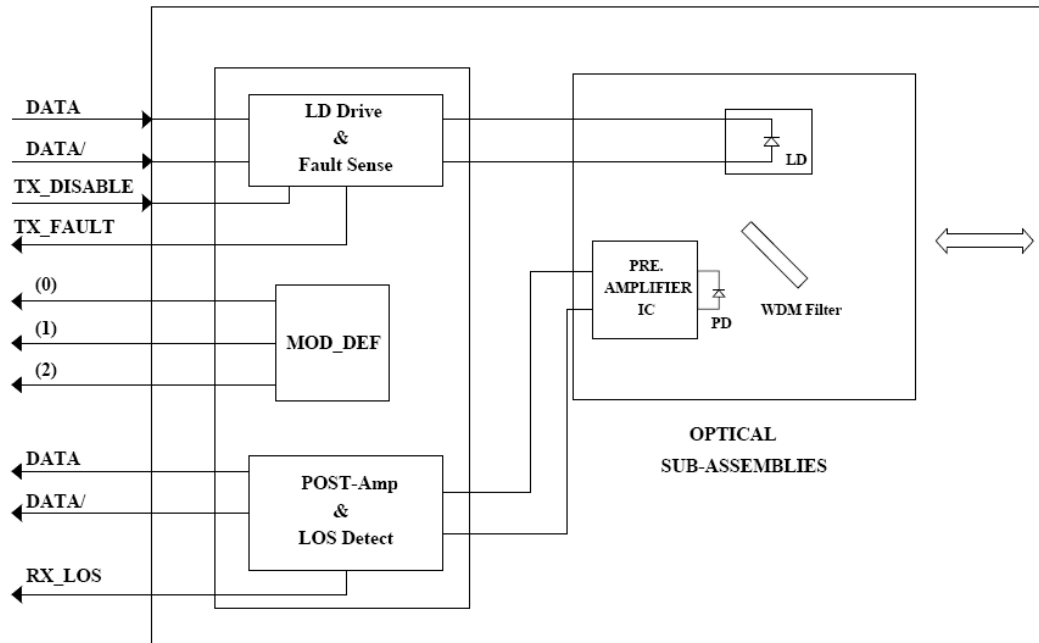 DATA
DATA/
TX_DISABLE
TX_FAULT
LD Drive
&
Fault Sense
LD
(0)
(1)
(2)
MOD_DEF
PRE.
AMPLIFIER
IC
PD
WDM Filter
OPTICAL
SUB-ASSEMBLIES
DATA
DATA/
RX_LOS
POST-Amp
&
LOS Detect